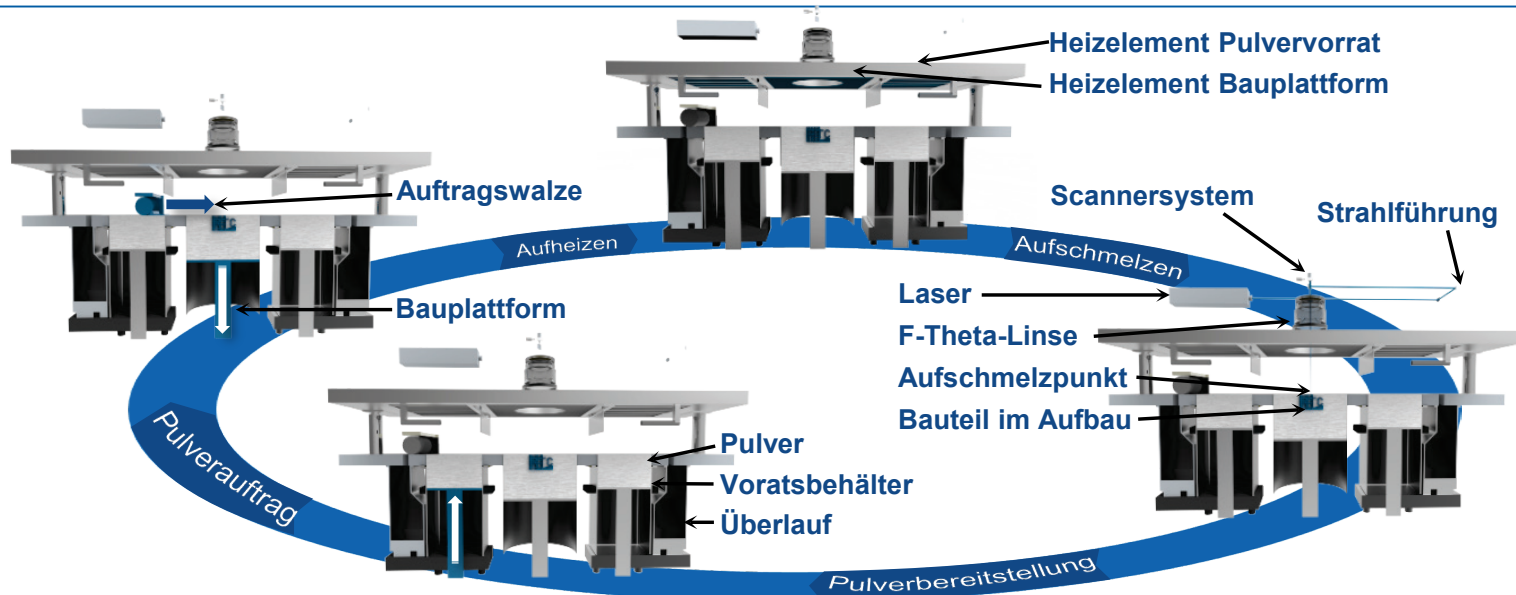 Heizelement Pulvervorrat
Heizelement Bauplattform
Auftragswalze
Scannersystem
Strahlführung
Aufheizen
Aufschmelzen
Laser
Bauplattform
F-Theta-Linse
Aufschmelzpunkt
Bauteil im Aufbau
Pulverauftrag
Pulver
Voratsbehälter
Überlauf
Pulverbereitstellung